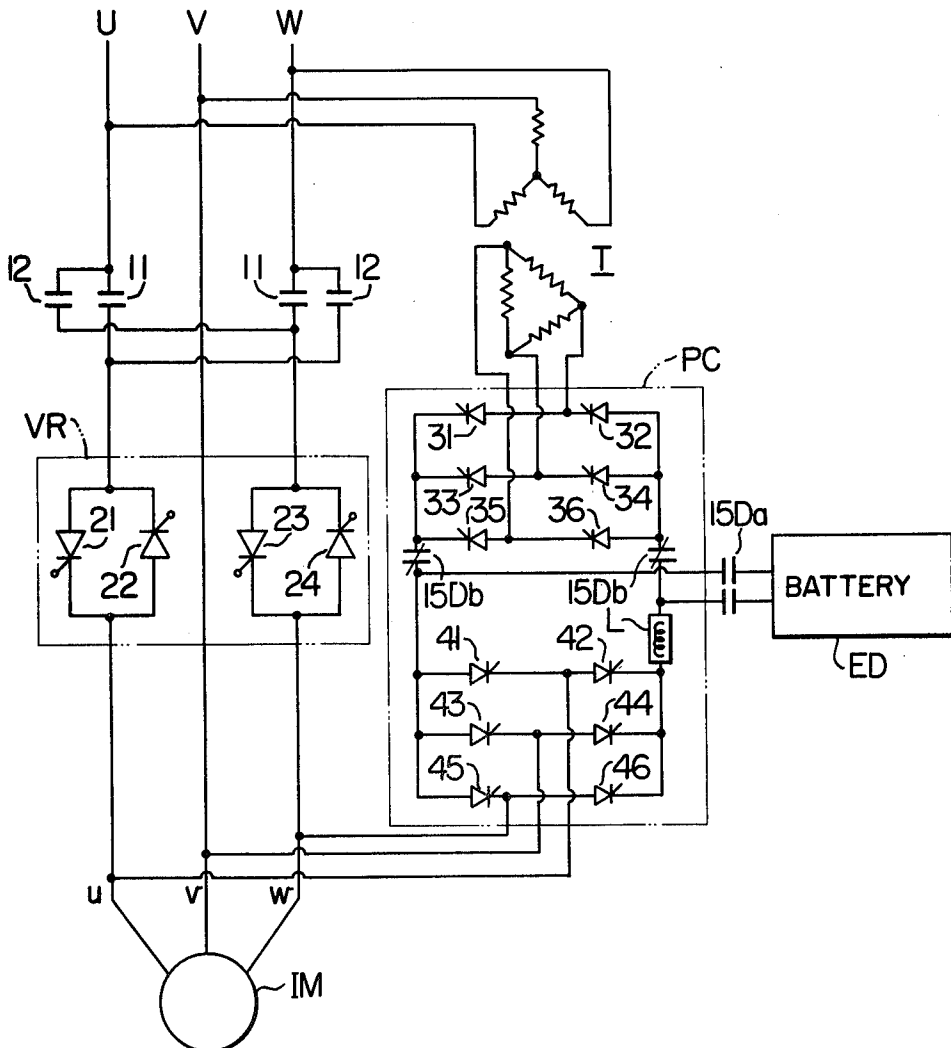 U V W
T
12 11 11 12
PC
VR
31 32
33 34
35 36
15Da
21 22 23 24
15Db 15Db
BATTERY
L
ED
41 42
43 44
45 46
u v w
IM